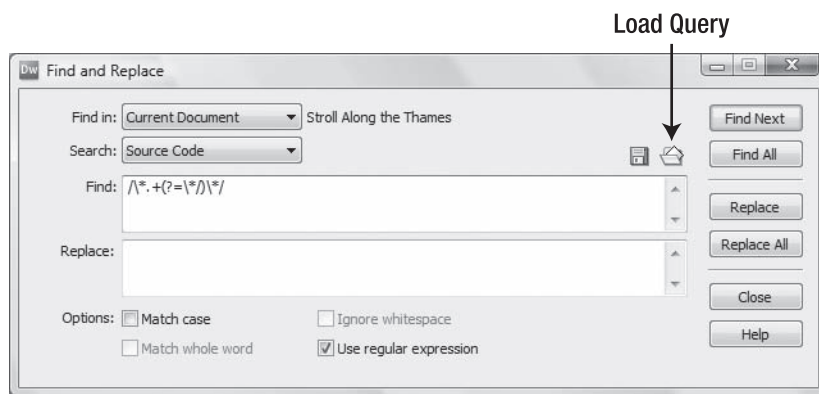 Load Query
Dw Find and Replace
Find in: Current Document Stroll Along the Thames
Search: Source Code
Find: /\*.+(?=\*/)\*/
Replace:
Options: Match case Ignore whitespace
Match whole word Use regular expression
Find Next
Find All
Replace
Replace All
Close
Help